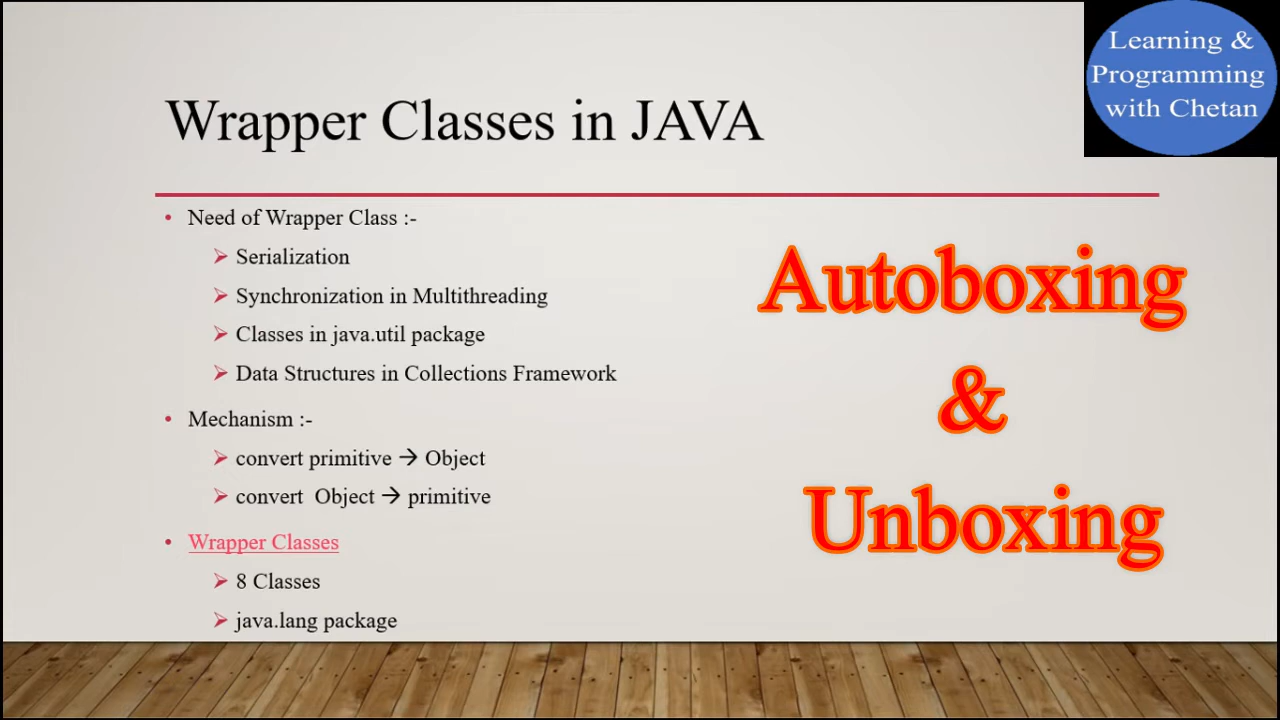 Learning &
Programming
with Chetan
Wrapper Classes in JAVA
• Need of Wrapper Class :-
➢ Serialization
➢ Synchronization in Multithreading
➢ Classes in java.util package
➢ Data Structures in Collections Framework
• Mechanism :-
➢ convert primitive → Object
➢ convert  Object → primitive
• Wrapper Classes
➢ 8 Classes
➢ java.lang package
Autoboxing
&
Unboxing